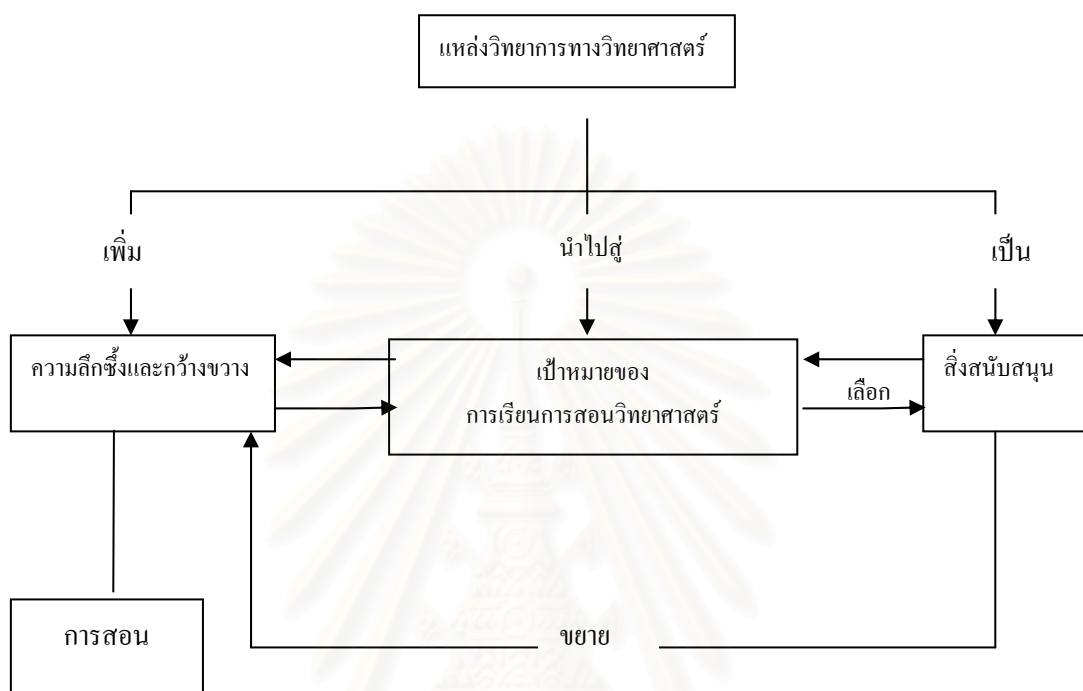 แหล่งวิทยาการทางวิทยาศาสตร์
เพิ่ม
นำไปสู่
เป็น
ความลึกซึ้งและกว้างขวาง
เป้าหมายของ
การเรียนการสอนวิทยาศาสตร์
สิ่งสนับสนุน
เลือก
การสอน
ขยาย